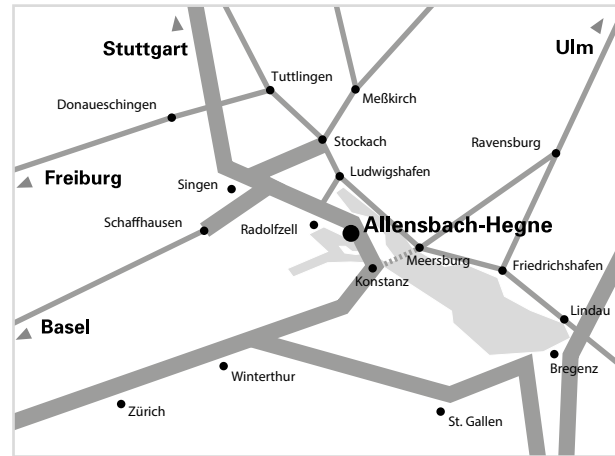 Stuttgart
Ulm
Tuttlingen
Meßkirch
Donaueschingen
Stockach
Ravensburg
Ludwigshafen
Freiburg
Singen
Schaffhausen
Radolfzell
Allensbach-Hegne
Meersburg
Friedrichshafen
Konstanz
Lindau
Basel
Bregenz
Winterthur
Zürich
St. Gallen